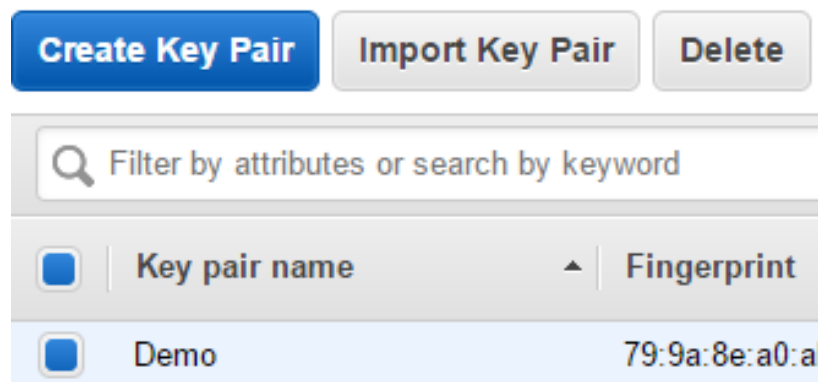 Create Key Pair Import Key Pair Delete
Filter by attributes or search by keyword
Key pair name Fingerprint
Demo 79:9a:8e:a0:a